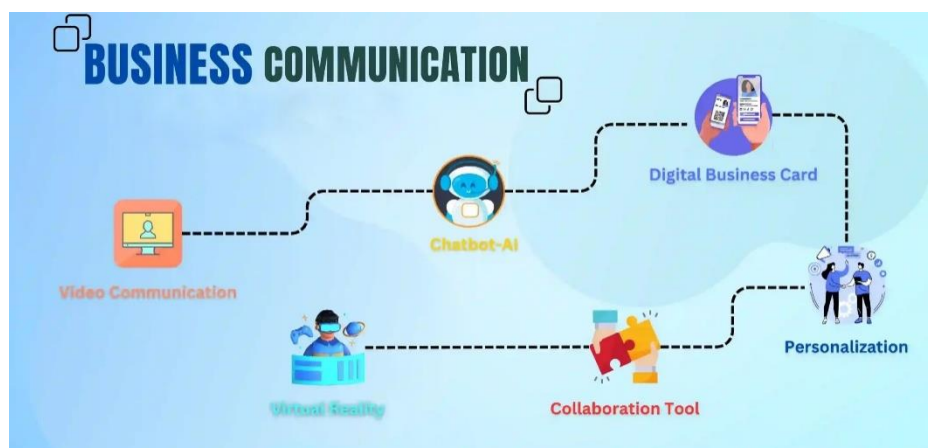 BUSINESS COMMUNICATION
Digital Business Card
Chatbot-Ai
Video Communication
Personalization
Virtual Reality
Collaboration Tool